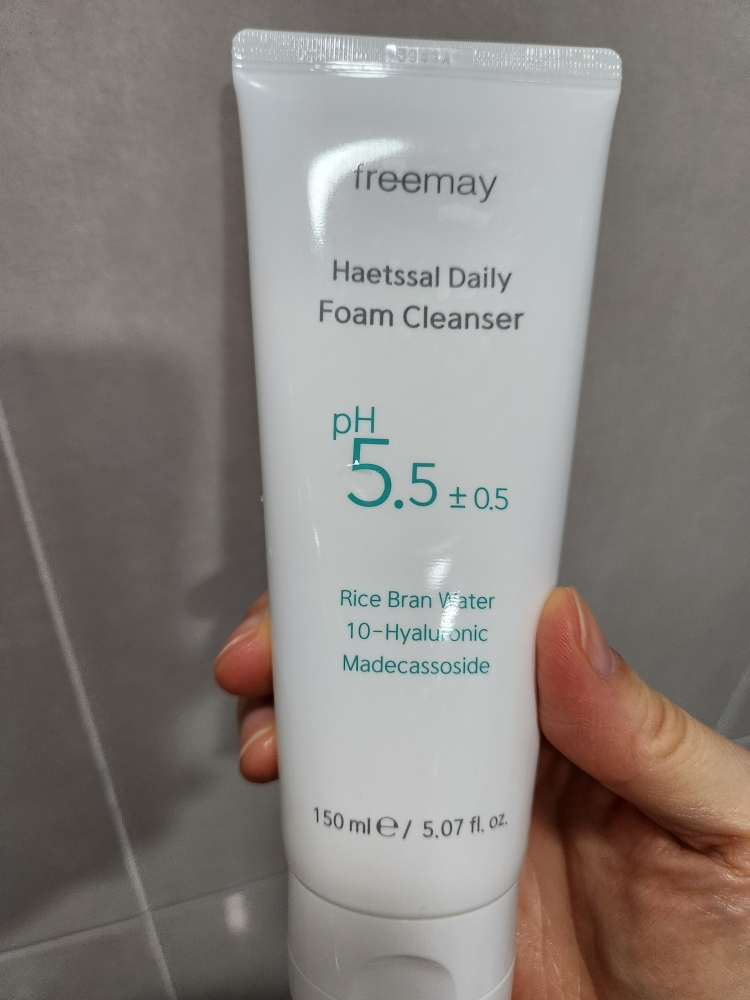 freemay
Haetssal Daily
Foam Cleanser
pH
5.5 ± 0.5
Rice Bran Water
10-Hyaluronic
Madecassoside
150 ml ℮ / 5.07 fl. oz.